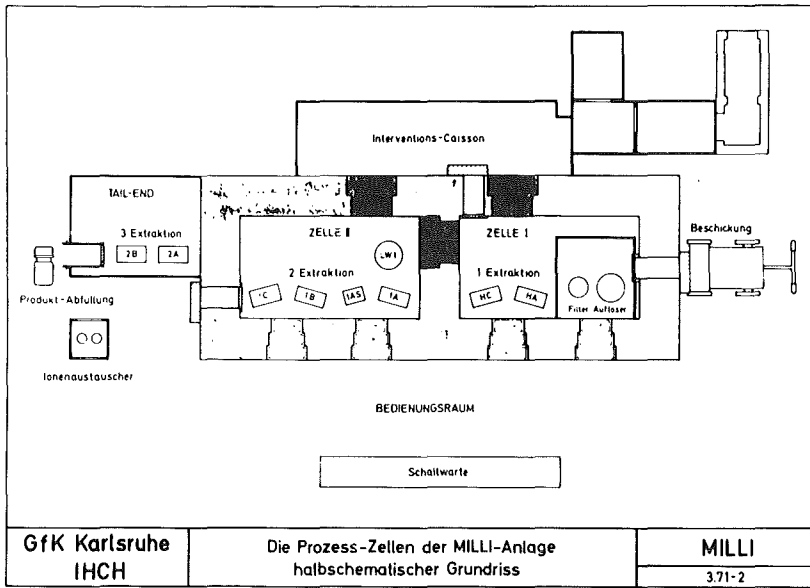 Interventions-Caisson
TAIL-END
3 Extraktion
2B
2A
Produkt-Abfüllung
Ionenaustauscher
ZELLE II
LW1
2 Extraktion
1C
1B
1AS
1A
ZELLE I
1 Extraktion
HC
HA
Filter Auflöser
Beschickung
BEDIENUNGSRAUM
Schaltwarte
GfK Karlsruhe
IHCH
Die Prozess-Zellen der MILLI-Anlage
halbschematischer Grundriss
MILLI
3.71-2